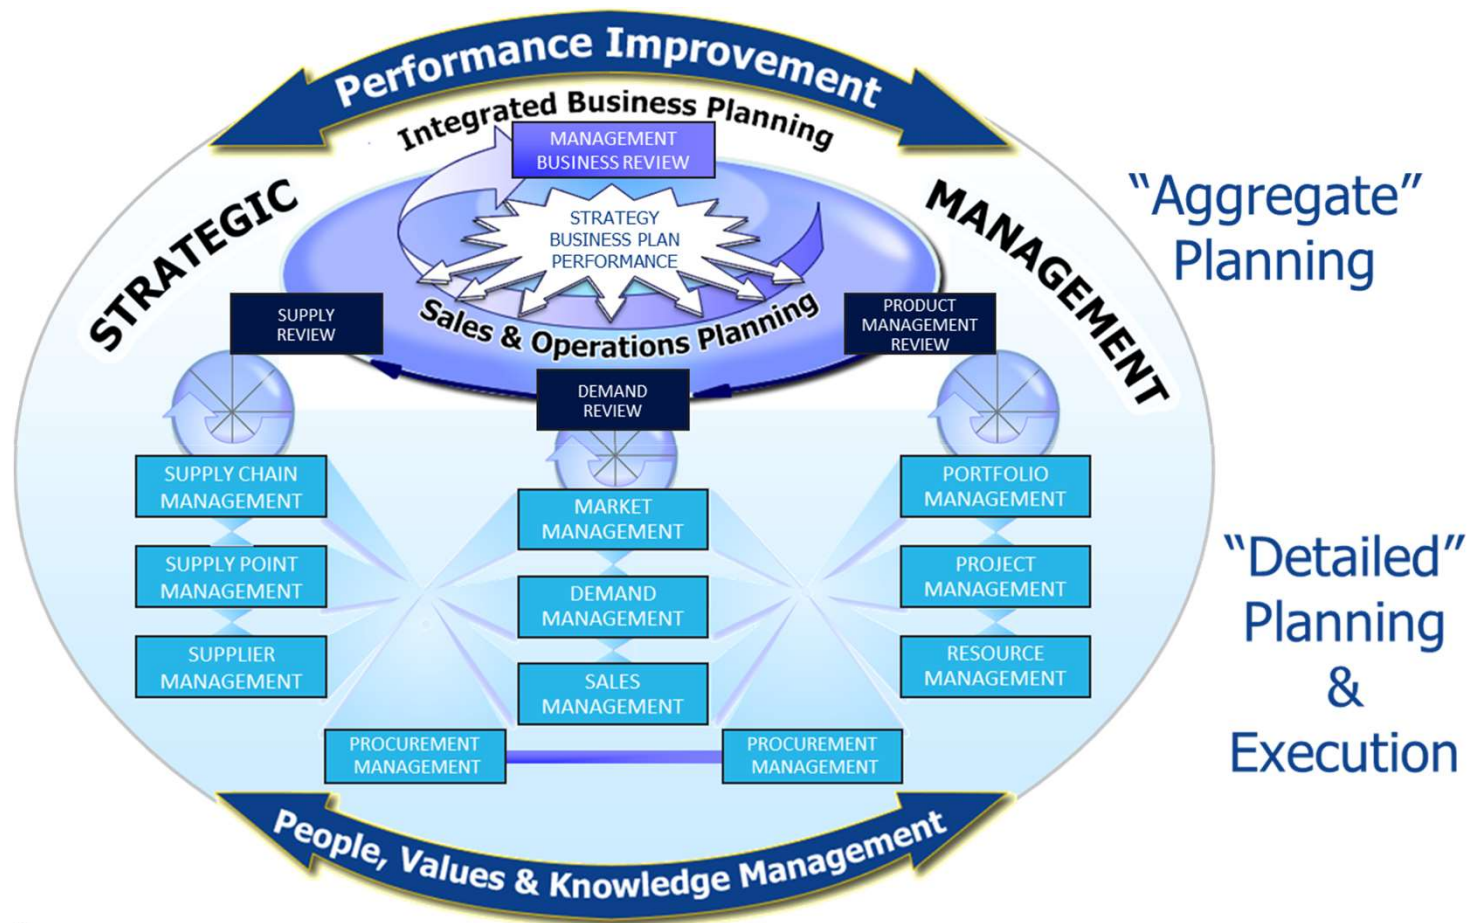 Performance Improvement
Integrated Business Planning
MANAGEMENT
BUSINESS REVIEW
STRATEGIC
MANAGEMENT
STRATEGY
BUSINESS PLAN
PERFORMANCE
Sales & Operations Planning
SUPPLY
REVIEW
PRODUCT
MANAGEMENT
REVIEW
DEMAND
REVIEW
"Aggregate"
Planning
SUPPLY CHAIN
MANAGEMENT
SUPPLY POINT
MANAGEMENT
SUPPLIER
MANAGEMENT
MARKET
MANAGEMENT
DEMAND
MANAGEMENT
SALES
MANAGEMENT
PORTFOLIO
MANAGEMENT
PROJECT
MANAGEMENT
RESOURCE
MANAGEMENT
PROCUREMENT
MANAGEMENT
PROCUREMENT
MANAGEMENT
"Detailed"
Planning
&
Execution
People, Values & Knowledge Management